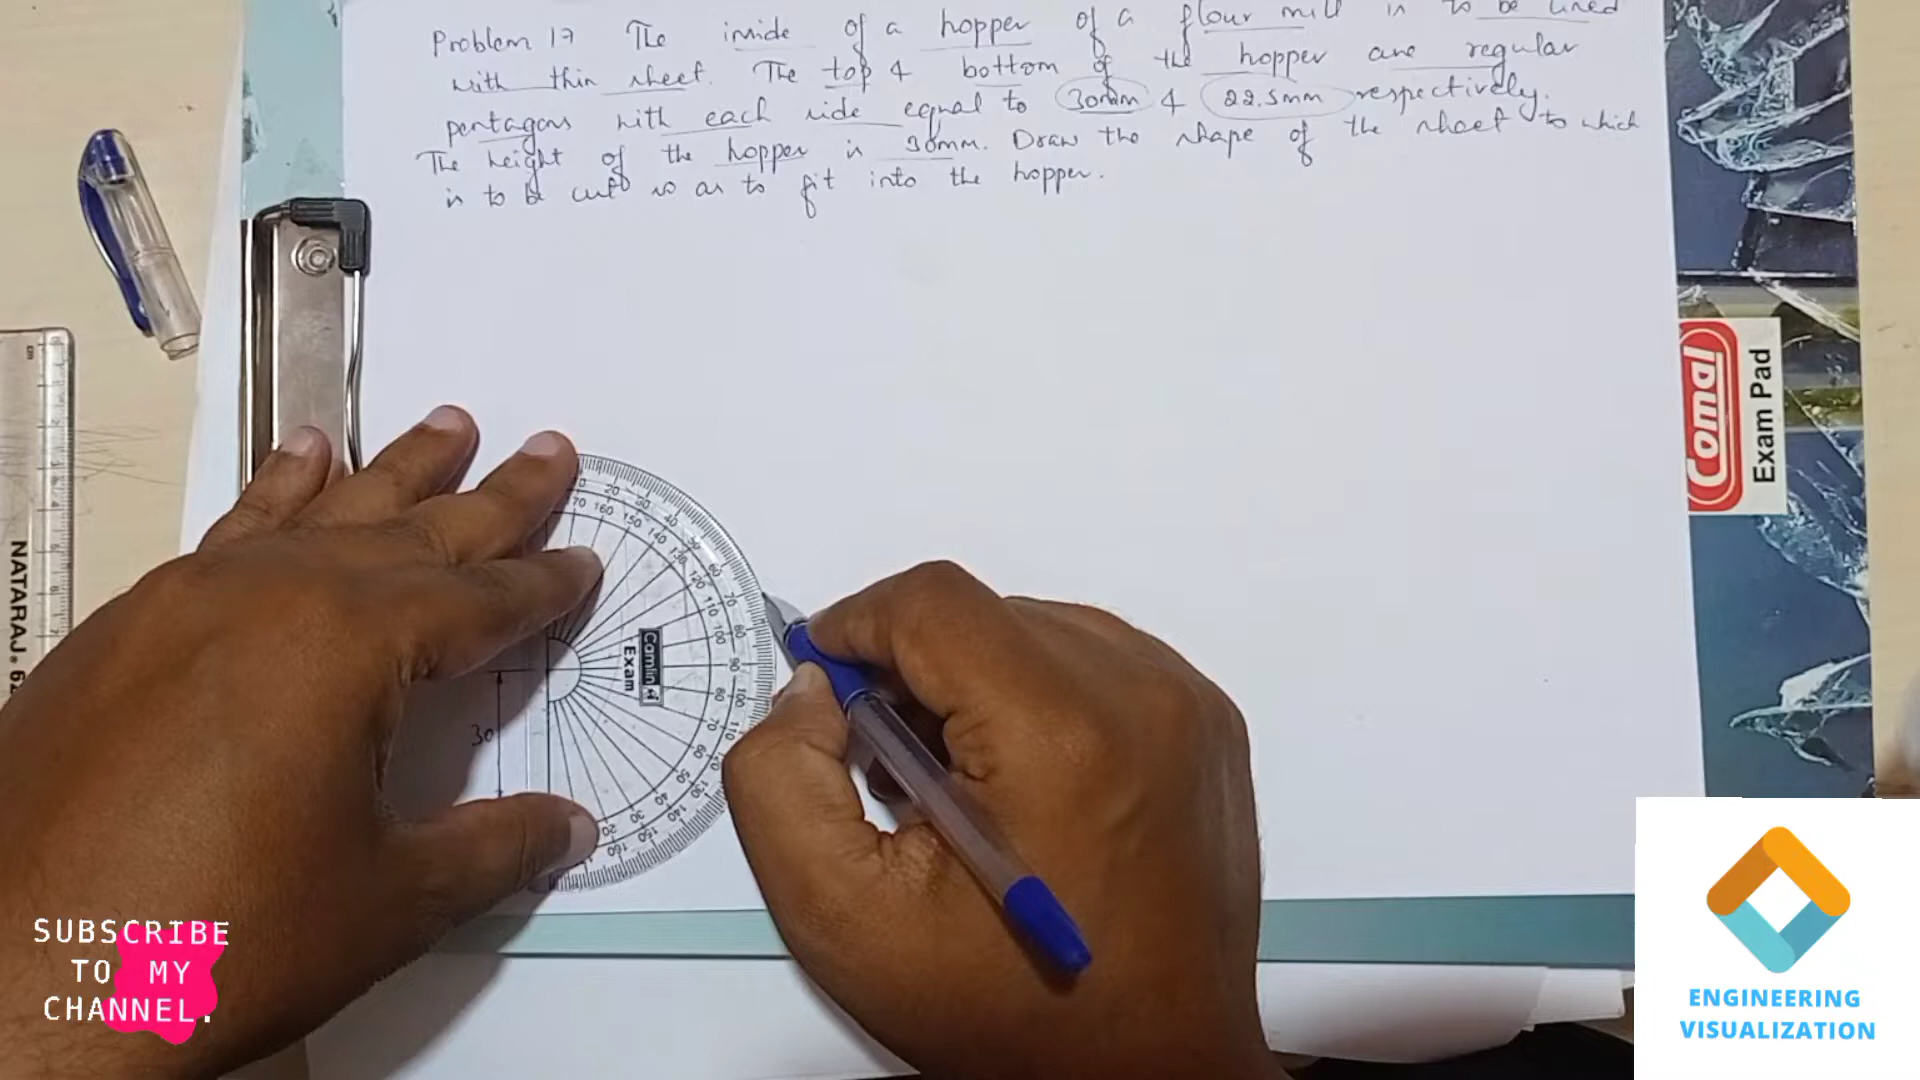 Problem 17 The inside of a hopper of a flour mill is to be lined
with thin sheet. The top & bottom of the hopper are regular
pentagons with each side equal to 30mm & 22.5mm respectively.
The height of the hopper is 30mm. Draw the shape of the sheet to which
is to be cut so as to fit into the hopper.
30
Camlin
Exam
NATARAJ
Comal
Exam Pad
SUBSCRIBE
TO MY
CHANNEL.
ENGINEERING
VISUALIZATION